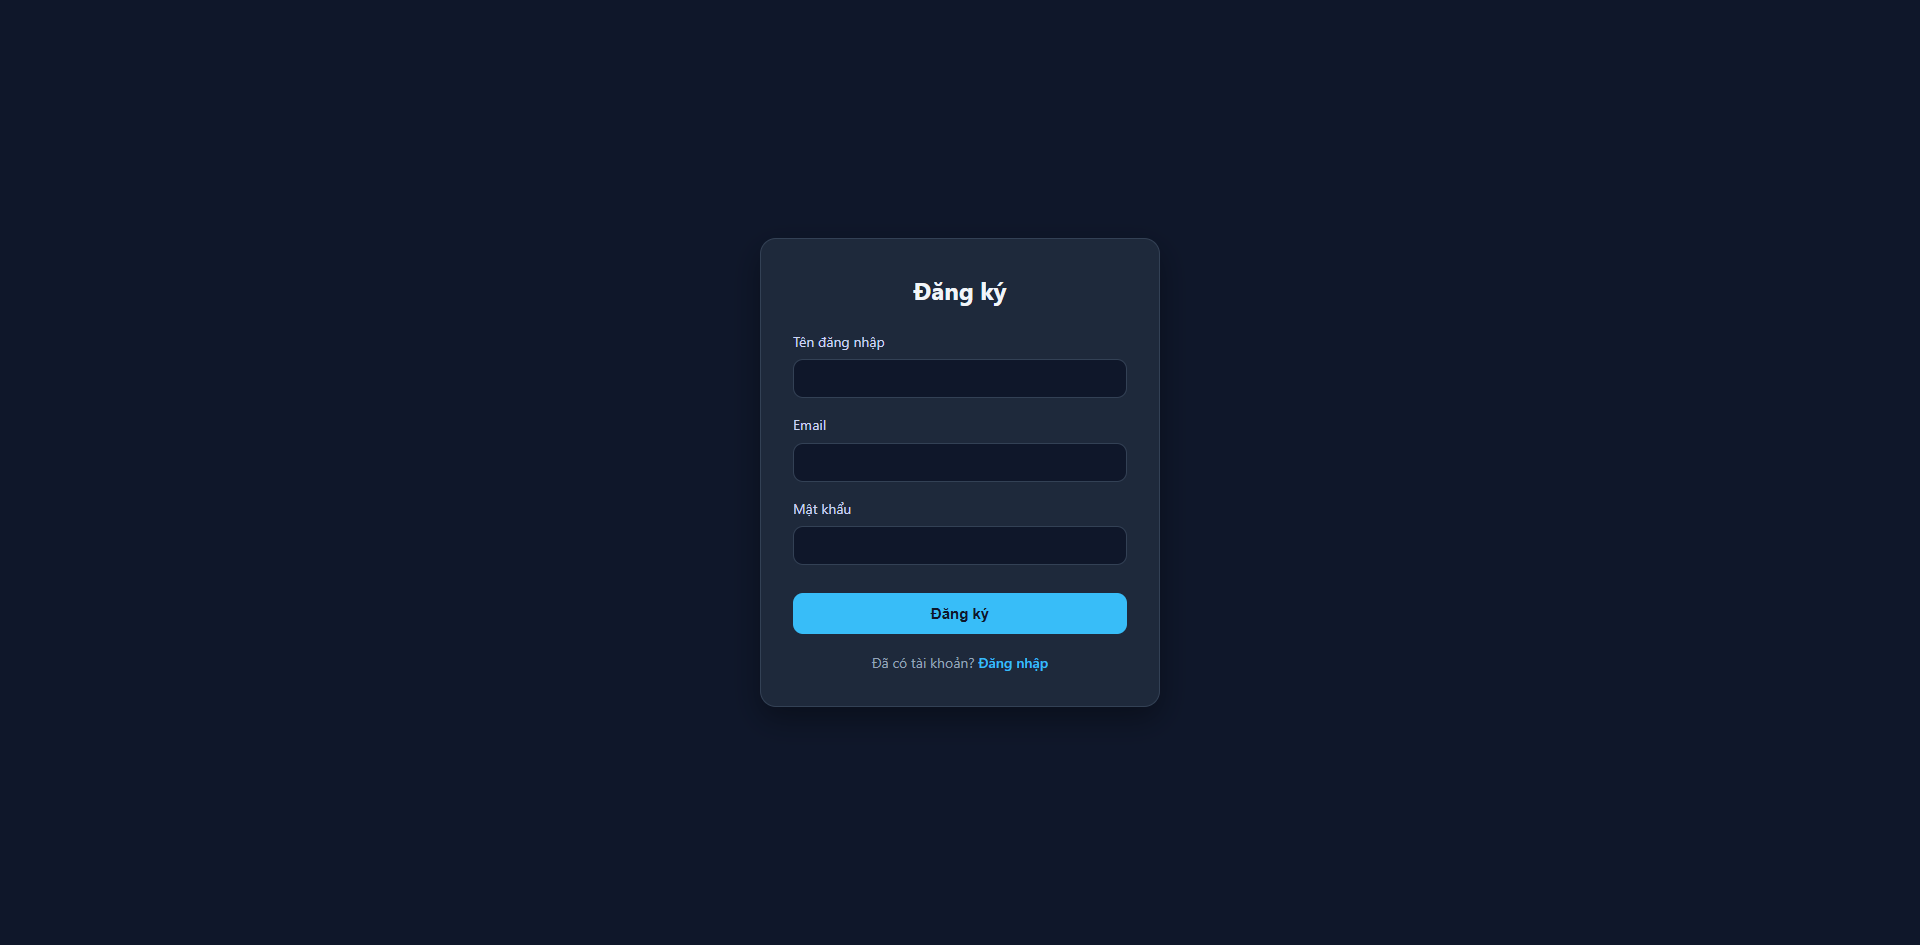 Đăng ký
Tên đăng nhập
Email
Mật khẩu
Đăng ký
Đã có tài khoản? Đăng nhập